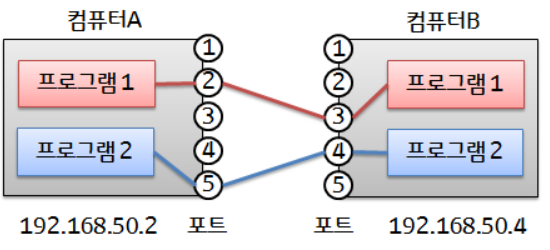 컴퓨터A 컴퓨터B
① ①
프로그램1 ② ② 프로그램1
③ ③
프로그램2 ④ ④ 프로그램2
⑤ ⑤
192.168.50.2 포트 포트 192.168.50.4